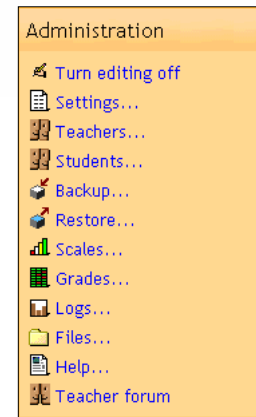 Administration
Turn editing off
Settings...
Teachers...
Students...
Backup...
Restore...
Scales...
Grades...
Logs...
Files...
Help...
Teacher forum